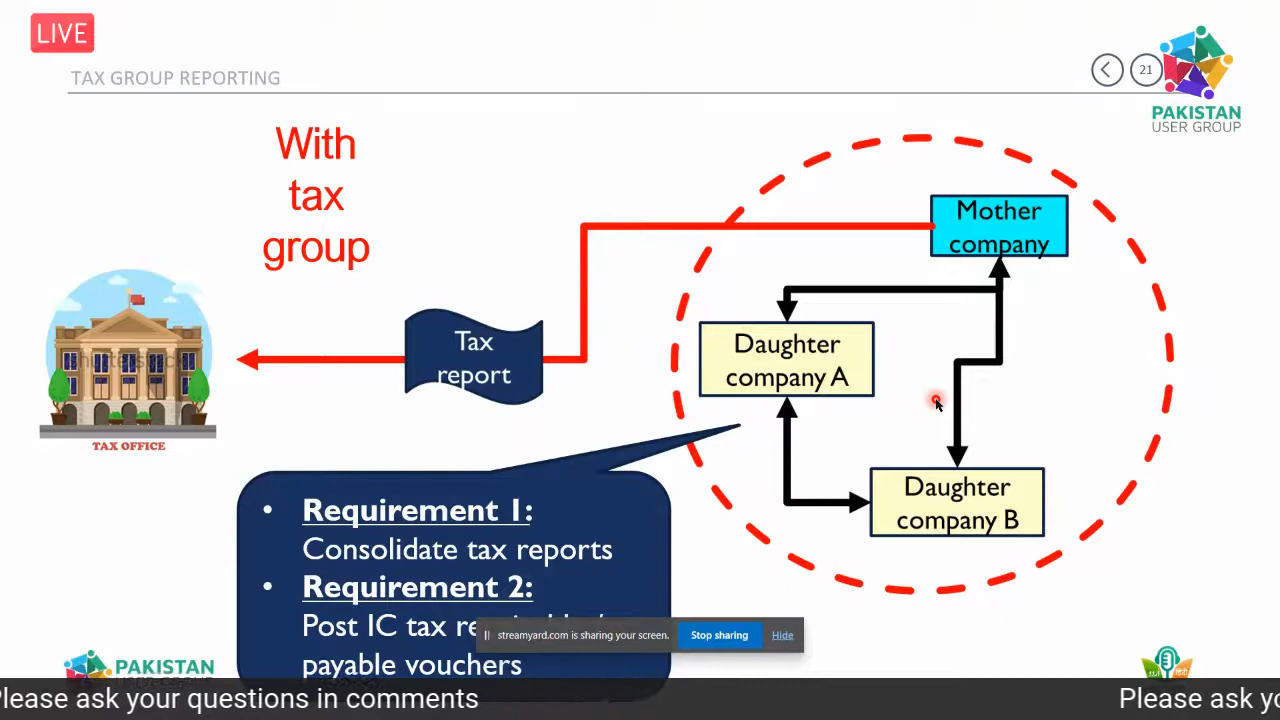 LIVE
TAX GROUP REPORTING
21
PAKISTAN
USER GROUP
With
tax
group
Mother
company
Tax
report
Daughter
company A
TAX OFFICE
Daughter
company B
• Requirement 1:
Consolidate tax reports
• Requirement 2:
Post IC tax
payable vouchers
streamyard.com is sharing your screen. Stop sharing Hide
PAKISTAN
Please ask your questions in comments
Please ask